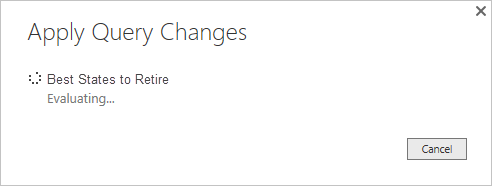 Apply Query Changes
Best States to Retire
Evaluating...
Cancel